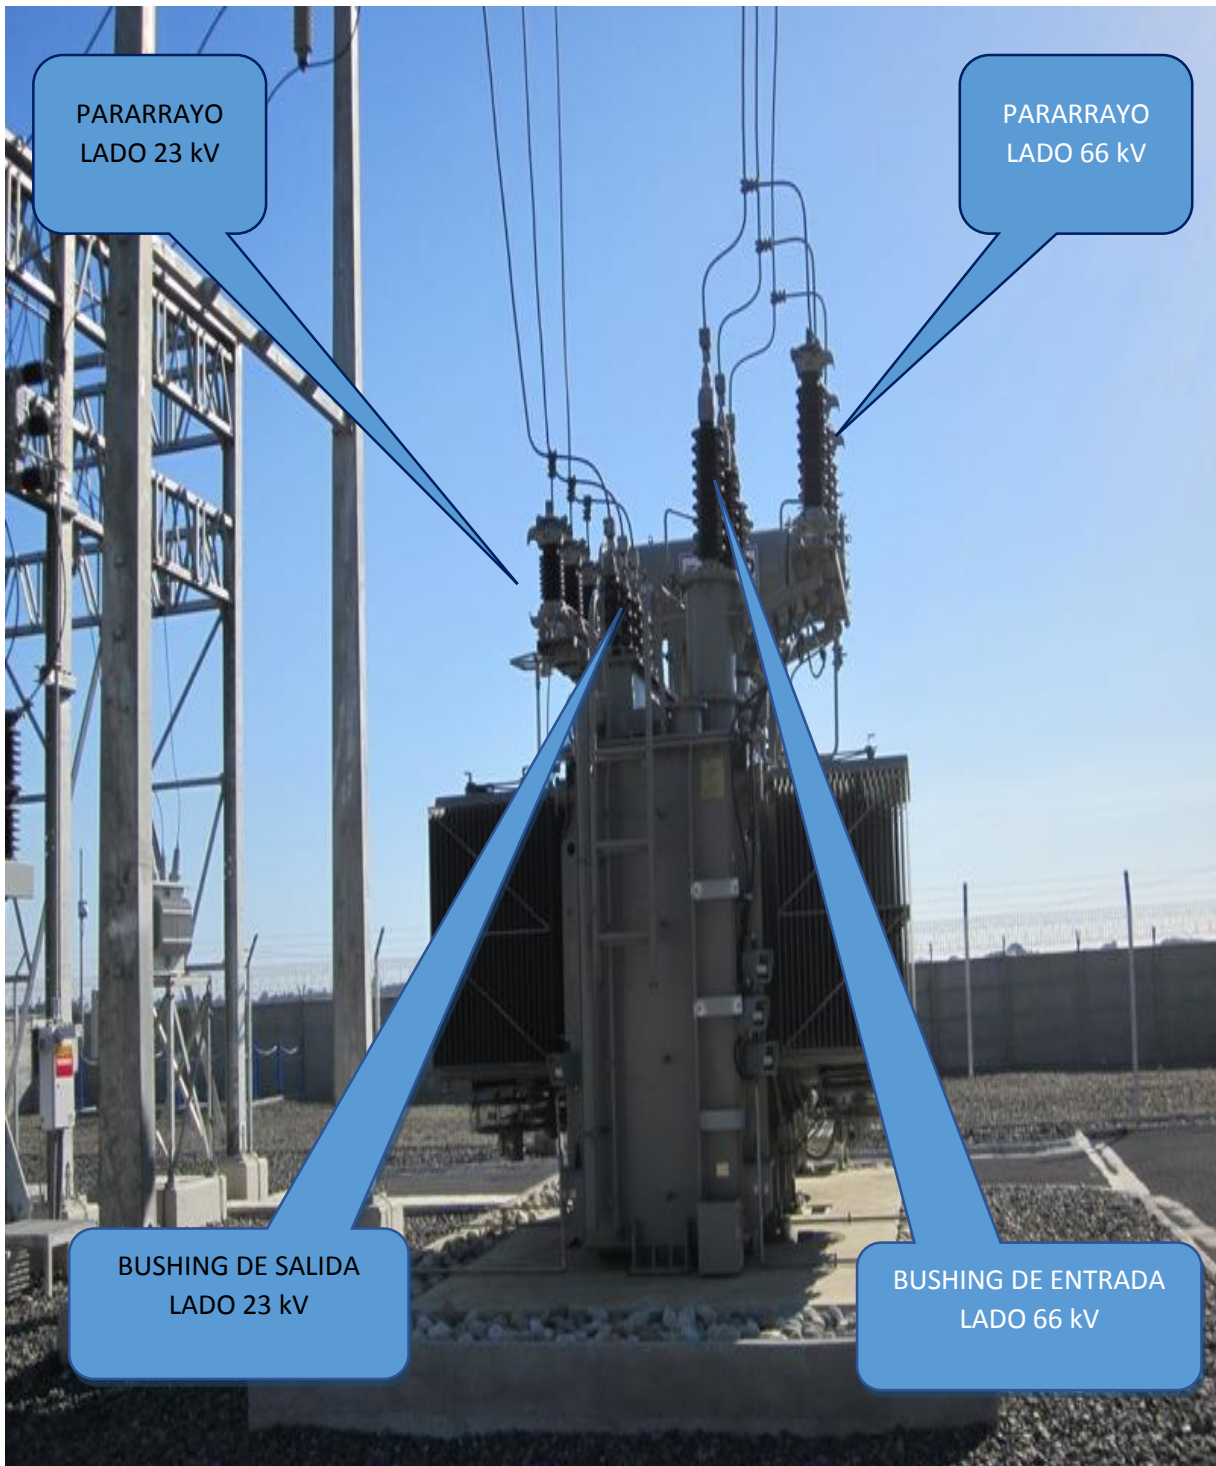 PARARRAYO
LADO 23 kV
PARARRAYO
LADO 66 kV
BUSHING DE SALIDA
LADO 23 kV
BUSHING DE ENTRADA
LADO 66 kV